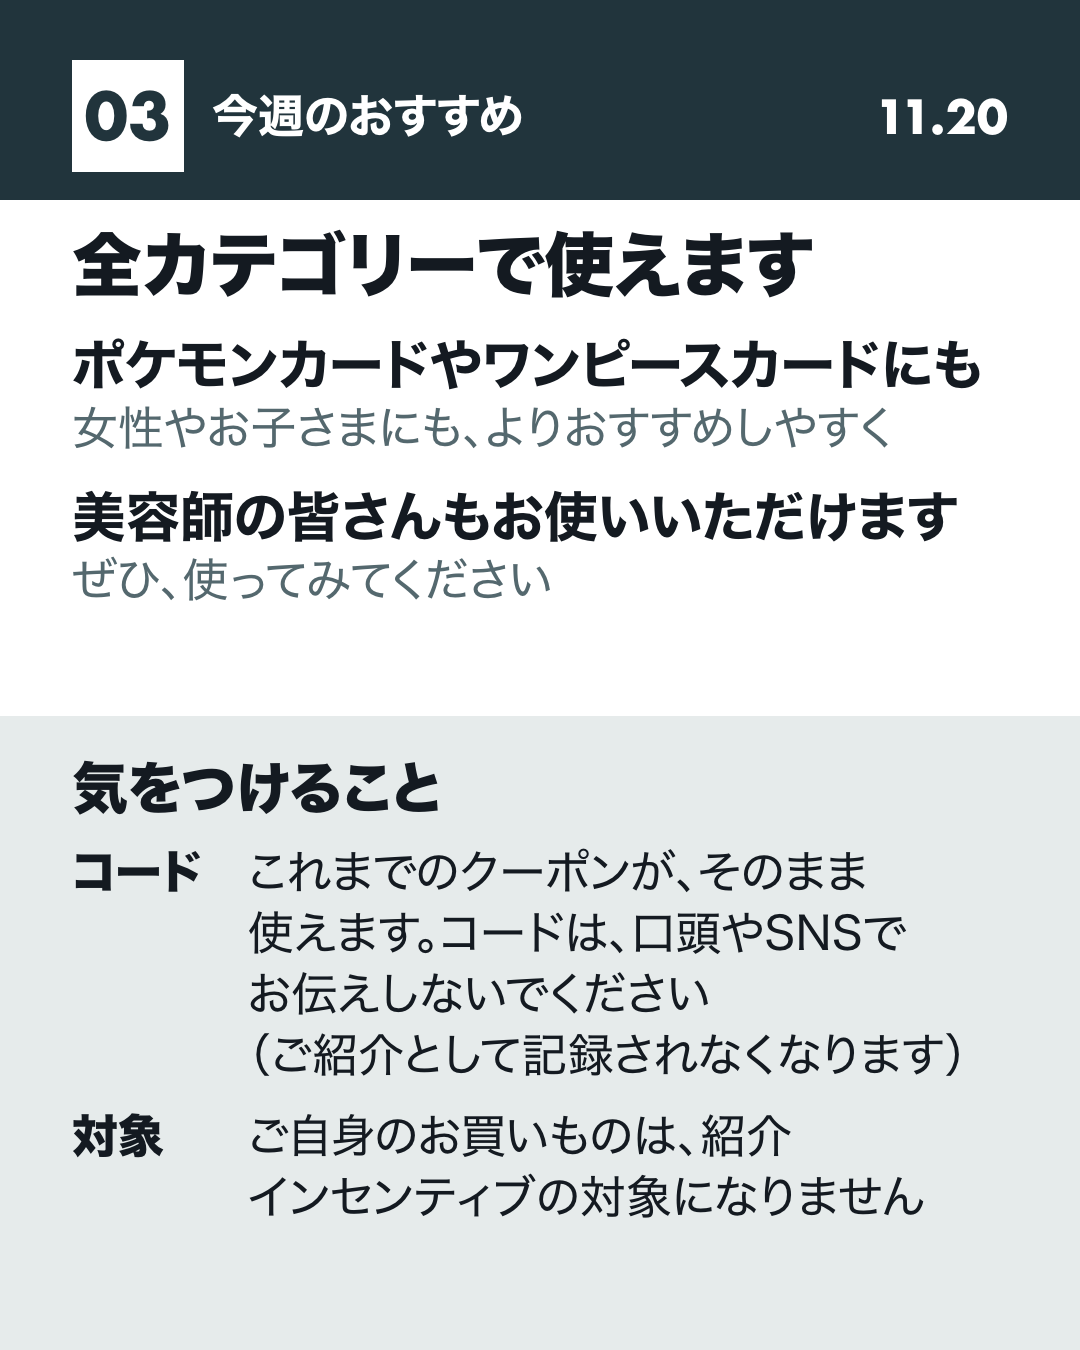 03 今週のおすすめ 11.20
全カテゴリーで使えます
ポケモンカードやワンピースカードにも
女性やお子さまにも、よりおすすめしやすく
美容師の皆さんもお使いいただけます
ぜひ、使ってみてください
気をつけること
コード これまでのクーポンが、そのまま
使えます。コードは、口頭やSNSで
お伝えしないでください
（ご紹介として記録されなくなります）
対象 ご自身のお買いものは、紹介
インセンティブの対象になりません